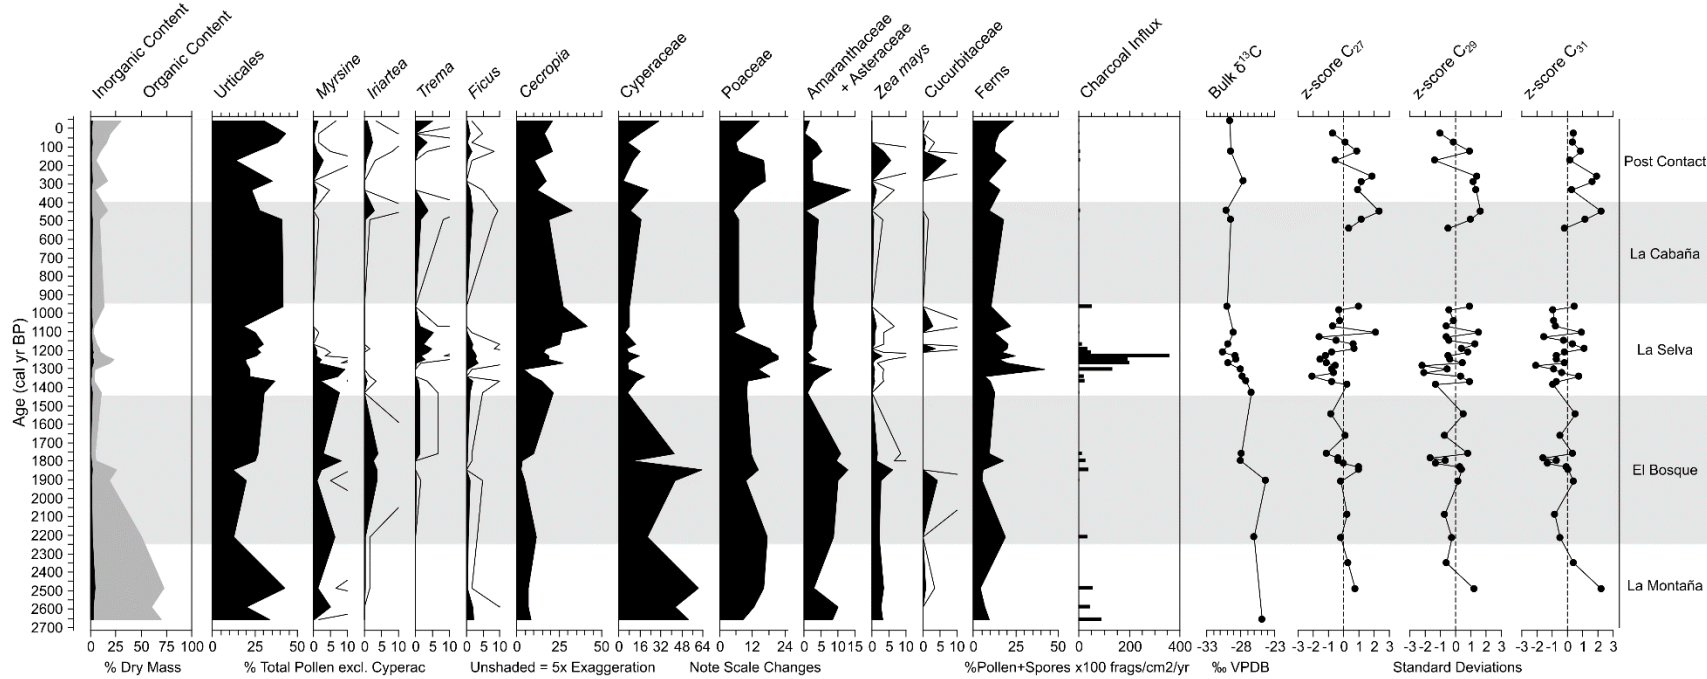 Inorganic Content
Organic Content
Urticales
Myrsine
Iriartea
Trema
Ficus
Cecropia
Cyperaceae
Poaceae
Amaranthaceae
+ Asteraceae
Zea mays
Cucurbitaceae
Ferns
Charcoal Influx
Bulk δ¹³C
z-score C₂₇
z-score C₂₉
z-score C₃₁
Age (cal yr BP)
0
100
200
300
400
500
600
700
800
900
1000
1100
1200
1300
1400
1500
1600
1700
1800
1900
2000
2100
2200
2300
2400
2500
2600
2700
Post Contact
La Cabaña
La Selva
El Bosque
La Montaña
0 50 100
0 25 50
0 5 10
0 5 10
0 5 10
0 5 10
0 25 50
0 16 32 48 64
0 8 16 24
0 5 10 15
0 5 10
0 5 10
0 25 50
0 100 200 300 400
-33 -28 -23
-3 -2 -1 0 1 2 3
-3 -2 -1 0 1 2 3
-3 -2 -1 0 1 2 3
% Dry Mass
% Total Pollen excl. Cyperac
Unshaded = 5x Exaggeration
Note Scale Changes
%Pollen+Spores
x100 frags/cm2/yr
‰ VPDB
Standard Deviations